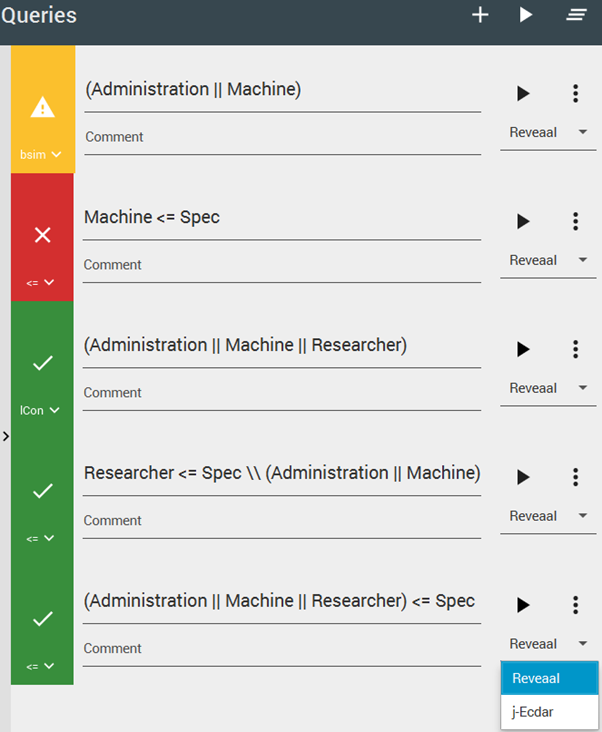 Queries
(Administration || Machine)
Comment
bsim
Reveaal
Machine <= Spec
Comment
<=
Reveaal
(Administration || Machine || Researcher)
Comment
lCon
Reveaal
Researcher <= Spec \\ (Administration || Machine)
Comment
<=
Reveaal
(Administration || Machine || Researcher) <= Spec
Comment
<=
Reveaal
Reveaal
j-Ecdar